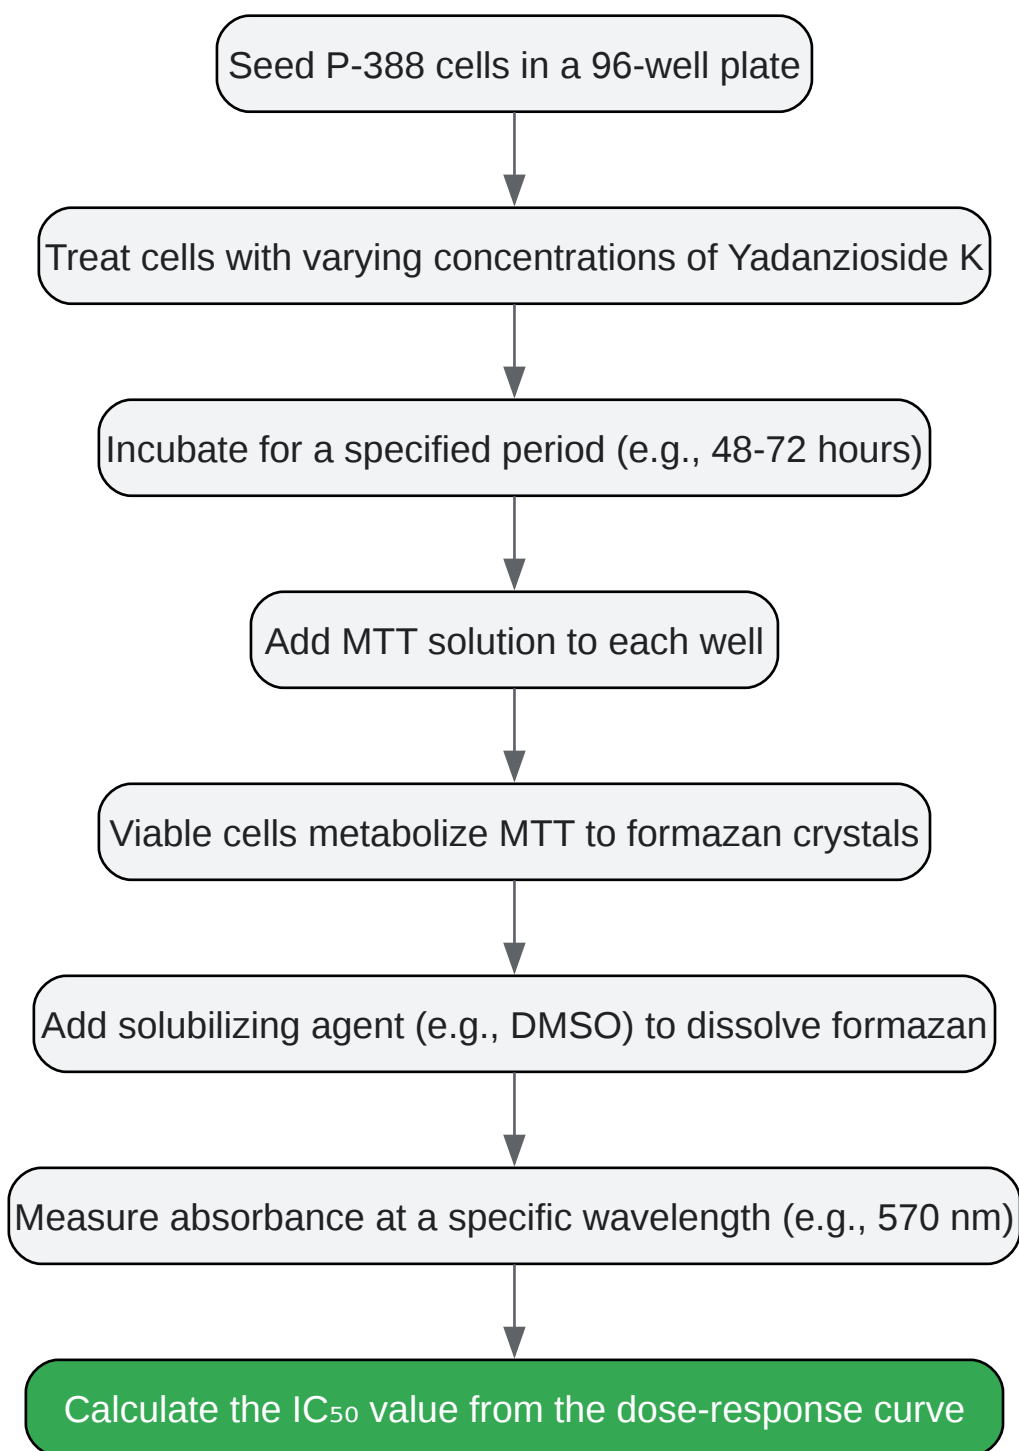 Seed P-388 cells in a 96-well plate
Treat cells with varying concentrations of Yadanzioside K
Incubate for a specified period (e.g., 48-72 hours)
Add MTT solution to each well
Viable cells metabolize MTT to formazan crystals
Add solubilizing agent (e.g., DMSO) to dissolve formazan
Measure absorbance at a specific wavelength (e.g., 570 nm)
Calculate the IC₅₀ value from the dose-response curve